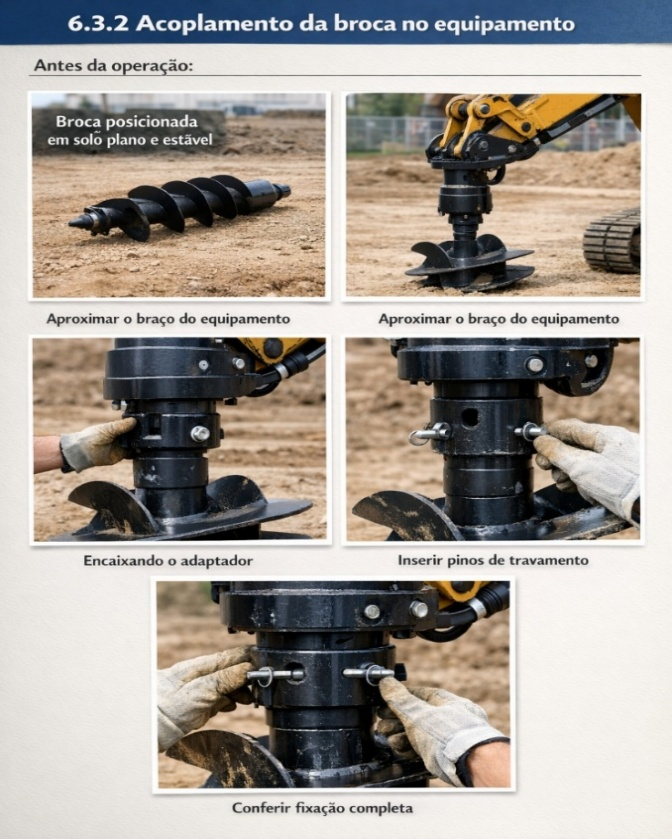 6.3.2 Acoplamento da broca no equipamento
Antes da operação:
Broca posicionada
em solo plano e estável
Aproximar o braço do equipamento
Aproximar o braço do equipamento
Encaixando o adaptador
Inserir pinos de travamento
Conferir fixação completa